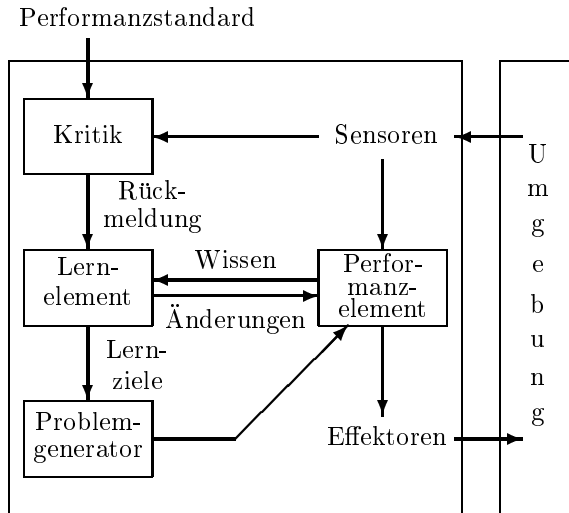 Performanzstandard
Kritik
Sensoren
Rück-
meldung
Lern-
element
Wissen
Änderungen
Perfor-
manz-
element
Lern-
ziele
Problem-
generator
Effektoren
U
m
g
e
b
u
n
g